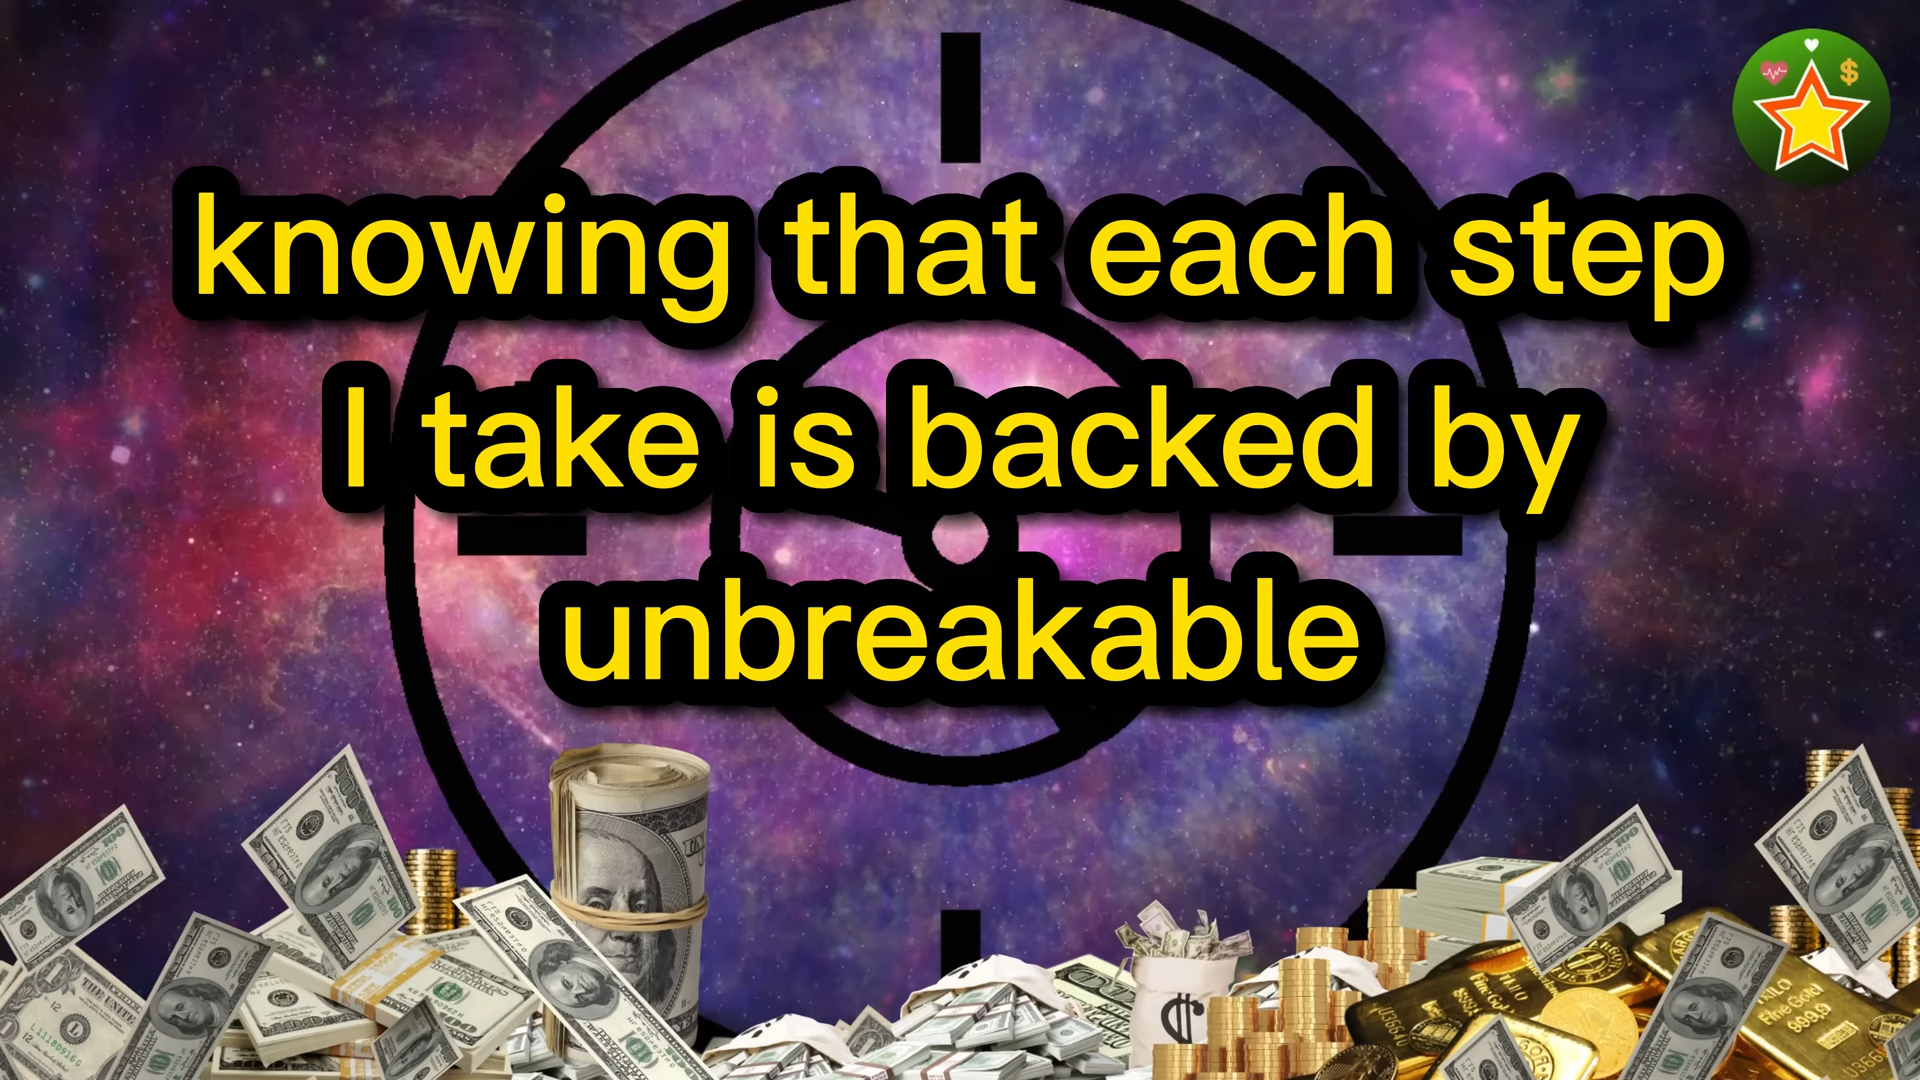 knowing that each step
I take is backed by
unbreakable